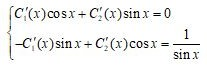 C₁′(x)cos x + C₂′(x)sin x = 0
−C₁′(x)sin x + C₂′(x)cos x = 1/sin x